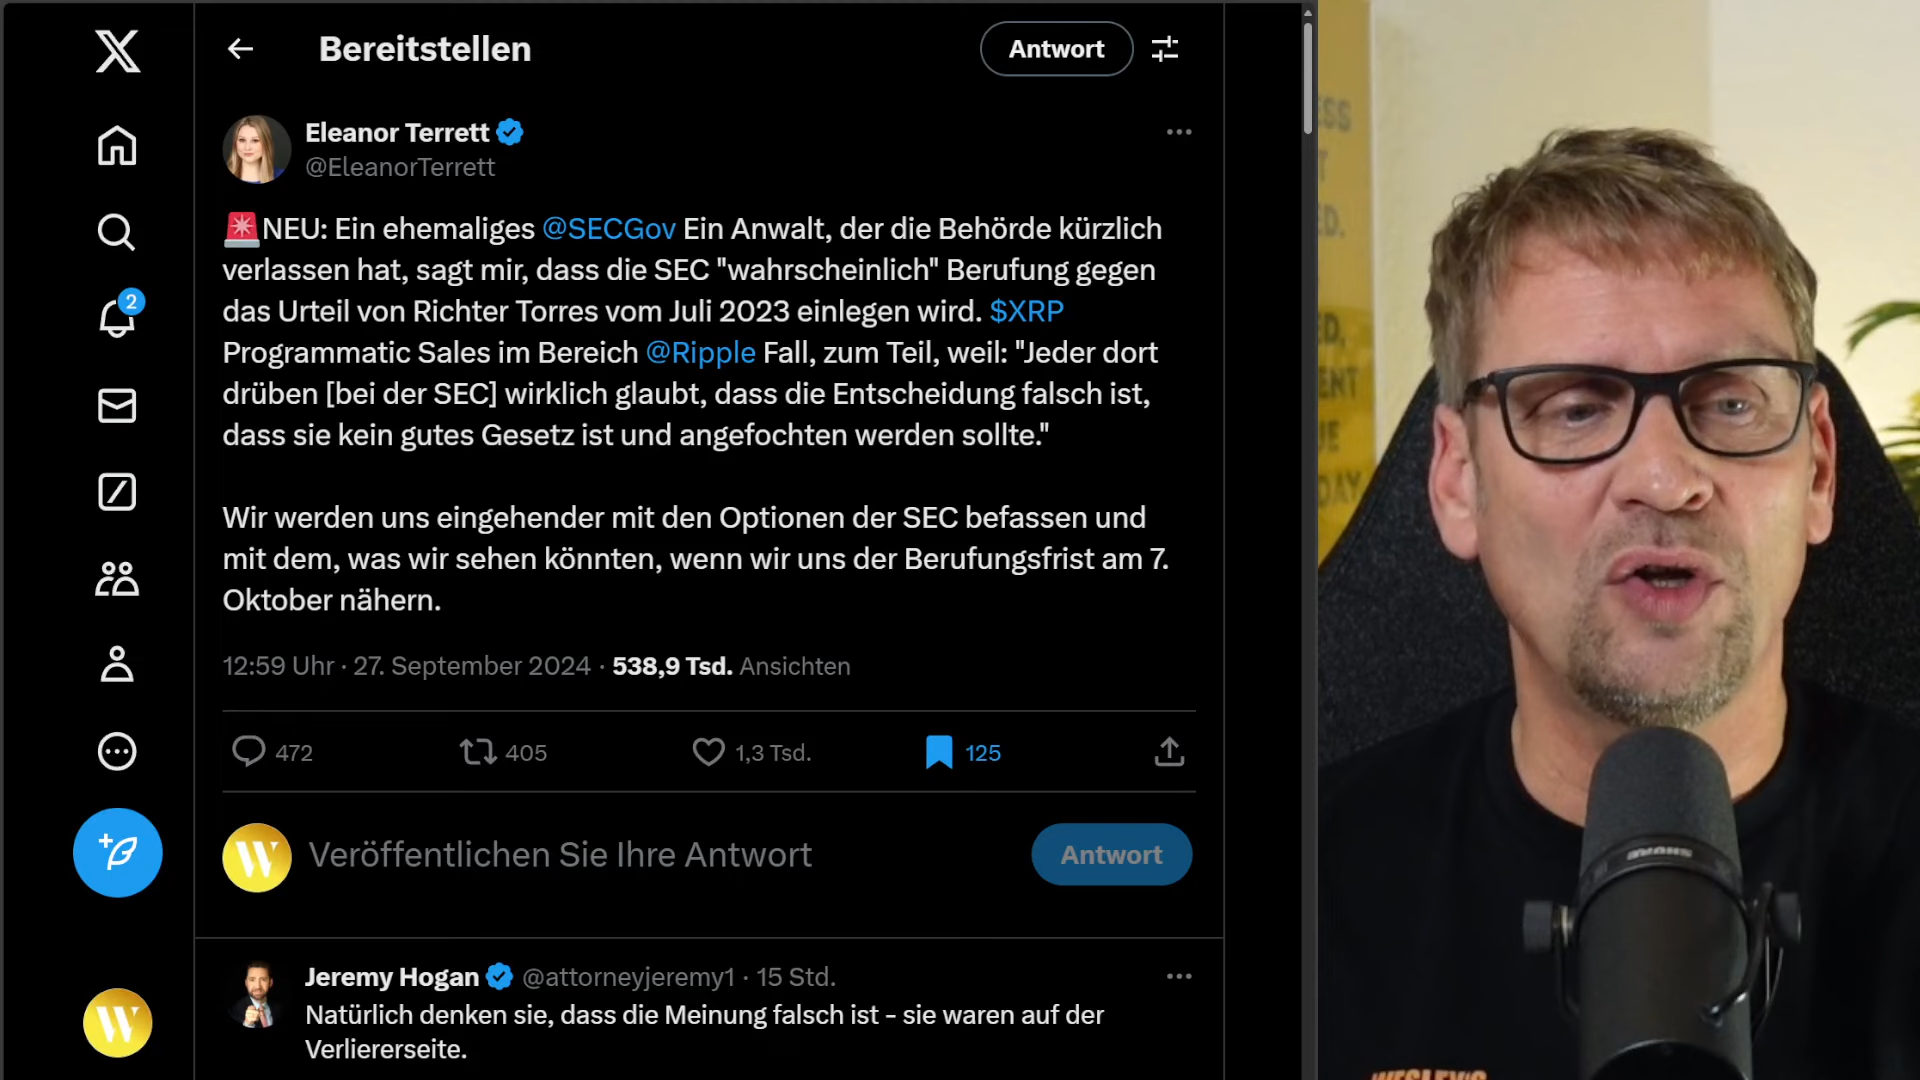 Bereitstellen
Antwort
Eleanor Terrett
@EleanorTerrett
NEU: Ein ehemaliges @SECGov Ein Anwalt, der die Behörde kürzlich
verlassen hat, sagt mir, dass die SEC "wahrscheinlich" Berufung gegen
das Urteil von Richter Torres vom Juli 2023 einlegen wird. $XRP
Programmatic Sales im Bereich @Ripple Fall, zum Teil, weil: "Jeder dort
drüben [bei der SEC] wirklich glaubt, dass die Entscheidung falsch ist,
dass sie kein gutes Gesetz ist und angefochten werden sollte."
Wir werden uns eingehender mit den Optionen der SEC befassen und
mit dem, was wir sehen könnten, wenn wir uns der Berufungsfrist am 7.
Oktober nähern.
12:59 Uhr · 27. September 2024 · 538,9 Tsd. Ansichten
472 405 1,3 Tsd. 125
Veröffentlichen Sie Ihre Antwort
Antwort
Jeremy Hogan @attorneyjeremy1 · 15 Std.
Natürlich denken sie, dass die Meinung falsch ist - sie waren auf der
Verliererseite.
2
W
W
SHURE